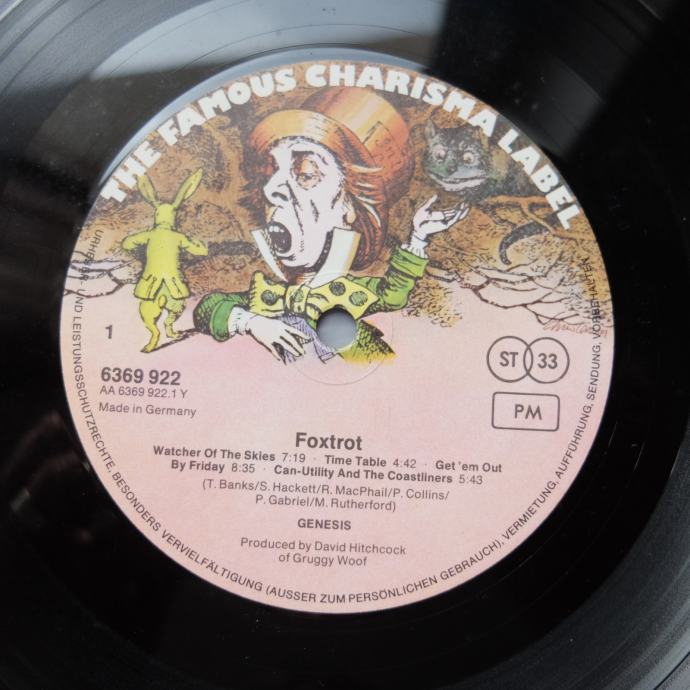 THE FAMOUS CHARISMA LABEL
1
6369 922
AA 6369 922.1 Y
Made in Germany
ST 33
PM
Foxtrot
Watcher Of The Skies 7:19 · Time Table 4:42 · Get 'em Out
By Friday 8:35 · Can-Utility And The Coastliners 5:43
(T. Banks/S. Hackett/R. MacPhail/P. Collins/
P. Gabriel/M. Rutherford)
GENESIS
Produced by David Hitchcock
of Gruggy Woof
URHEBER- UND LEISTUNGSSCHUTZRECHTE, BESONDERS VERVIELFÄLTIGUNG (AUSSER ZUM PERSÖNLICHEN GEBRAUCH), VERMIETUNG, AUFFÜHRUNG, SENDUNG, VORBEHALTEN